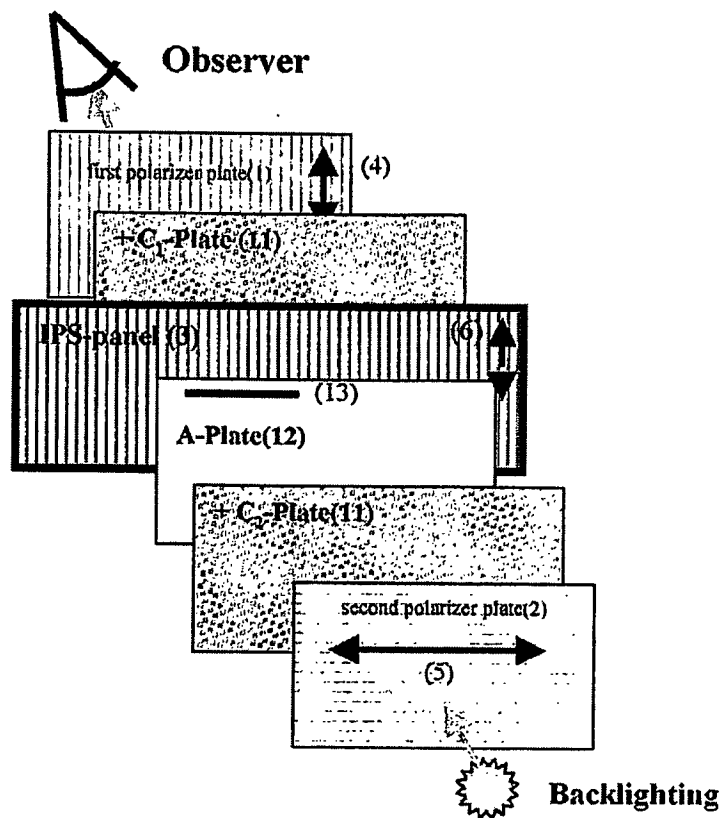 Observer
first polarizer plate(1)
(4)
+C₁-Plate (11)
IPS-panel (3)
(6)
(13)
A-Plate(12)
+C₂-Plate(11)
second polarizer plate(2)
(5)
Backlighting